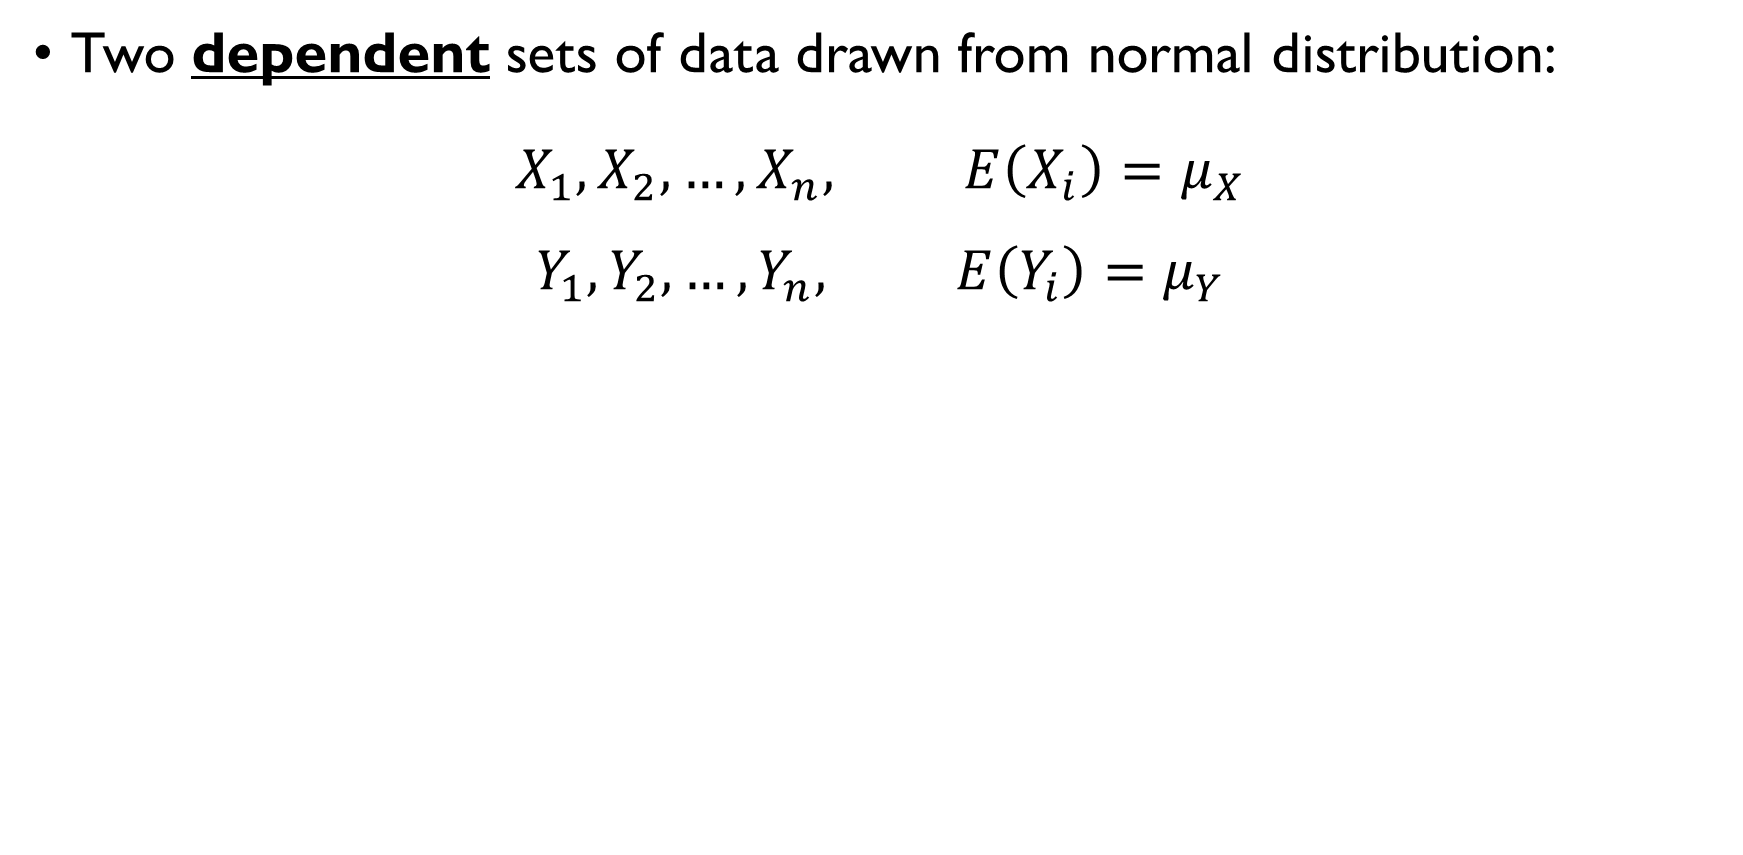 • Two dependent sets of data drawn from normal distribution:
X₁, X₂, … , Xₙ, E(Xᵢ) = μ_X
Y₁, Y₂, … , Yₙ, E(Yᵢ) = μ_Y